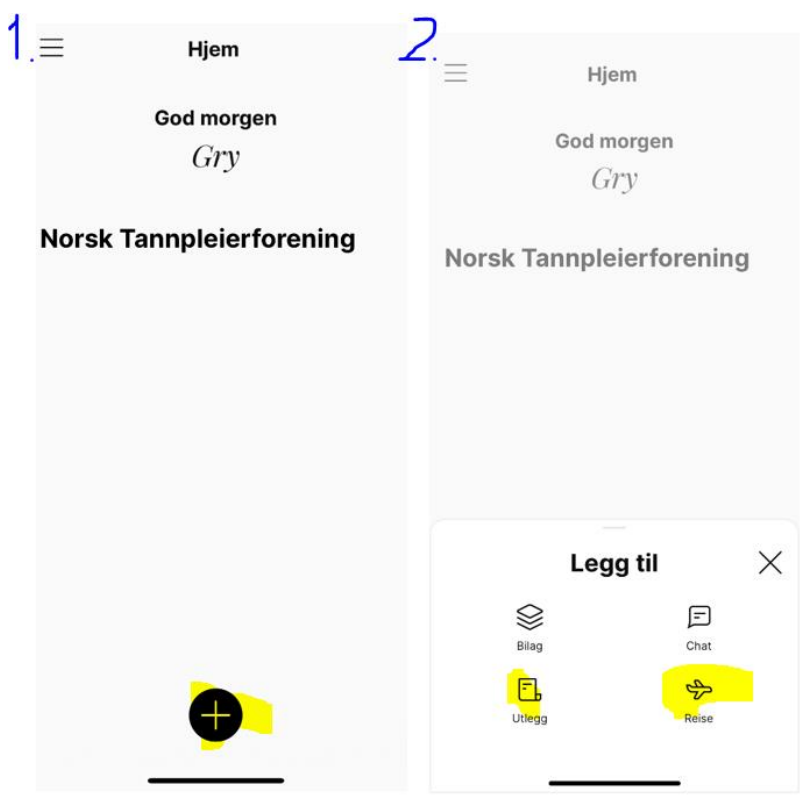 1.
Hjem
God morgen
Gry
Norsk Tannpleierforening
2.
Hjem
God morgen
Gry
Norsk Tannpleierforening
Legg til
Bilag
Chat
Utlegg
Reise